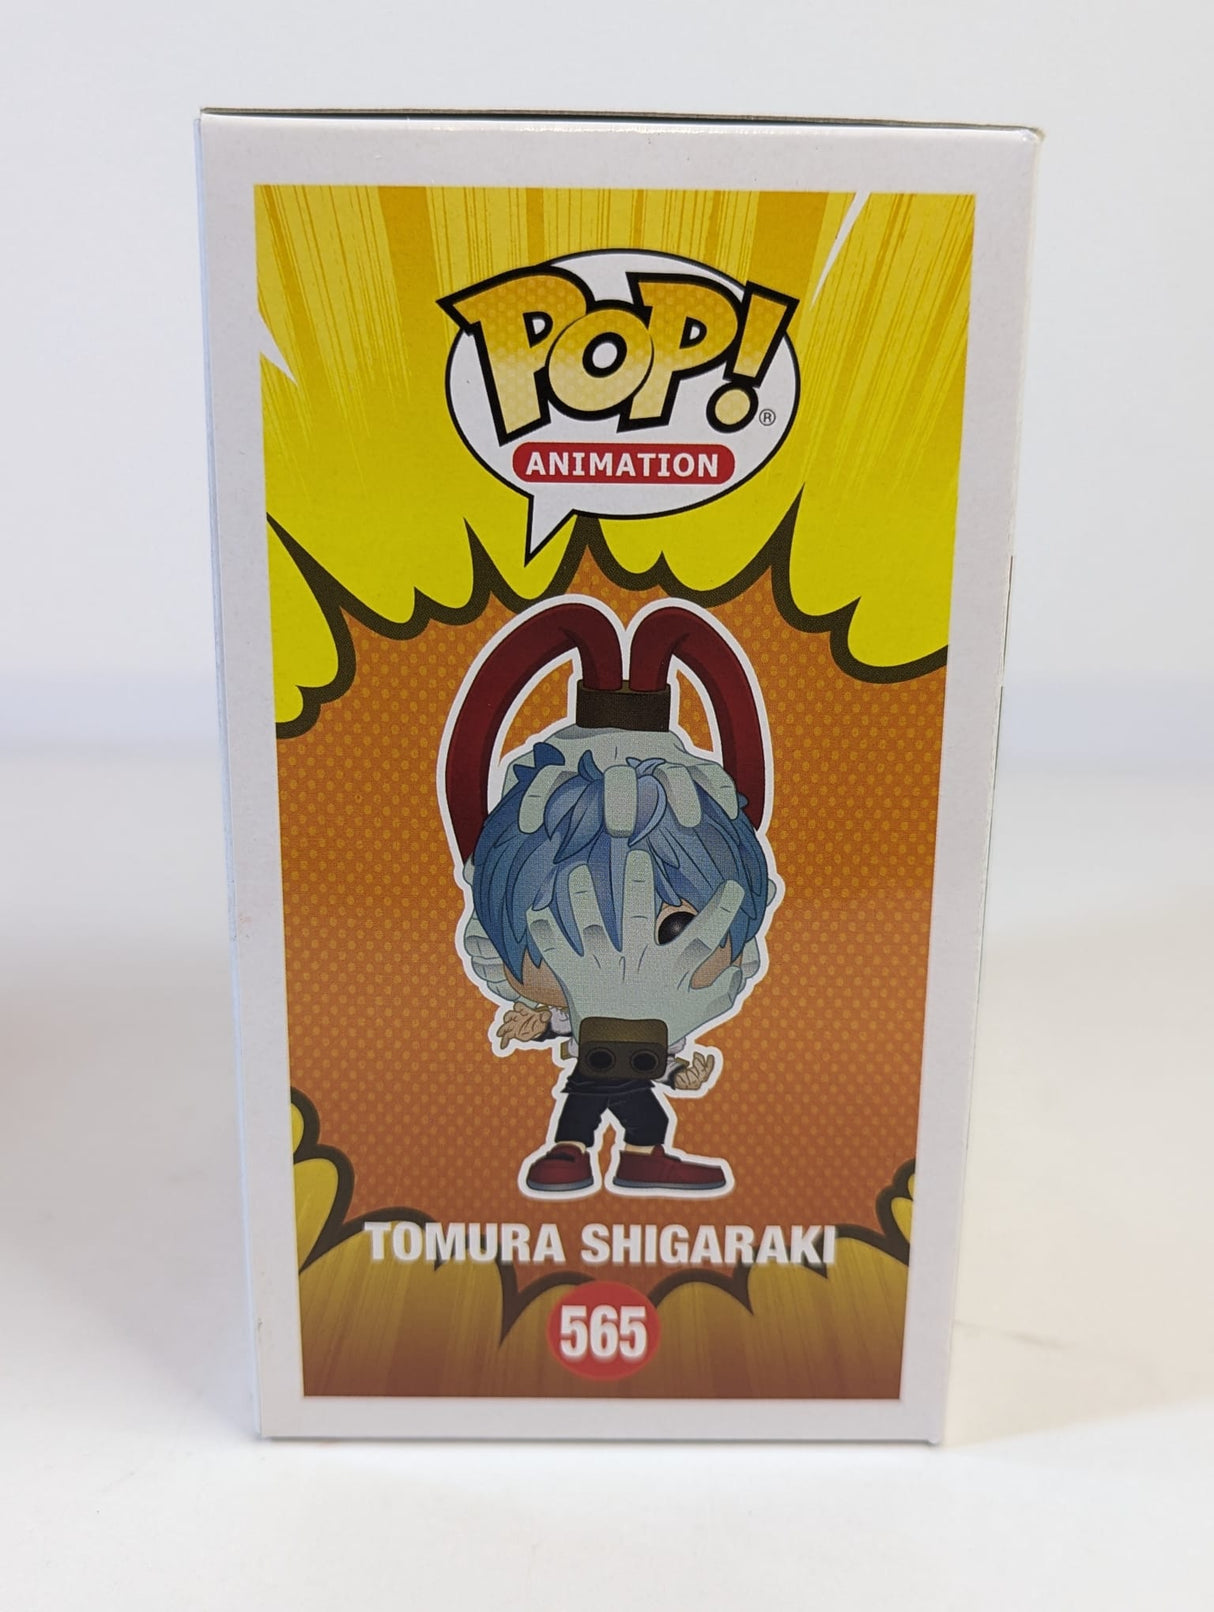 POP!®
ANIMATION
TOMURA SHIGARAKI
565